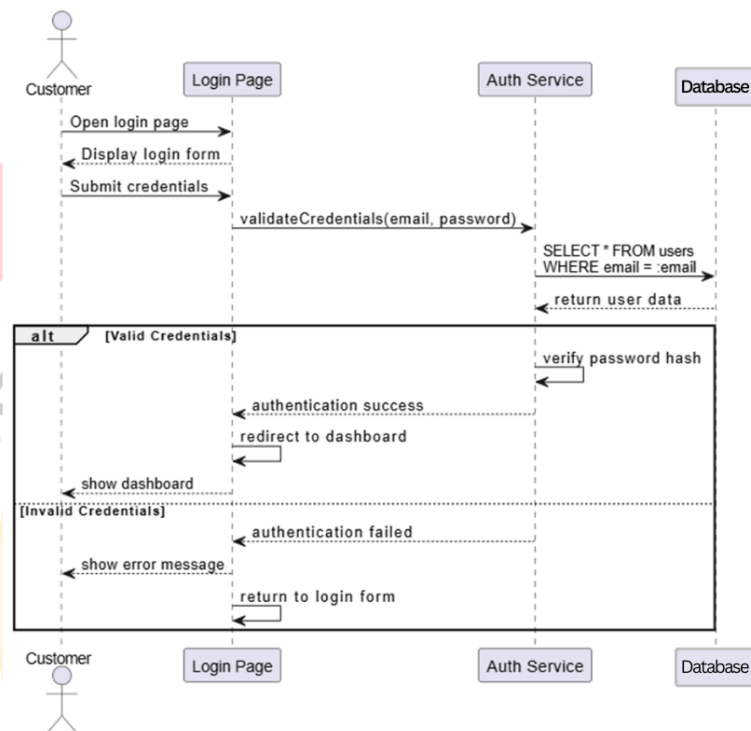 Customer
Login Page
Auth Service
Database
Open login page
Display login form
Submit credentials
validateCredentials(email, password)
SELECT * FROM users
WHERE email = :email
return user data
alt
[Valid Credentials]
verify password hash
authentication success
redirect to dashboard
show dashboard
[Invalid Credentials]
authentication failed
show error message
return to login form
Customer
Login Page
Auth Service
Database